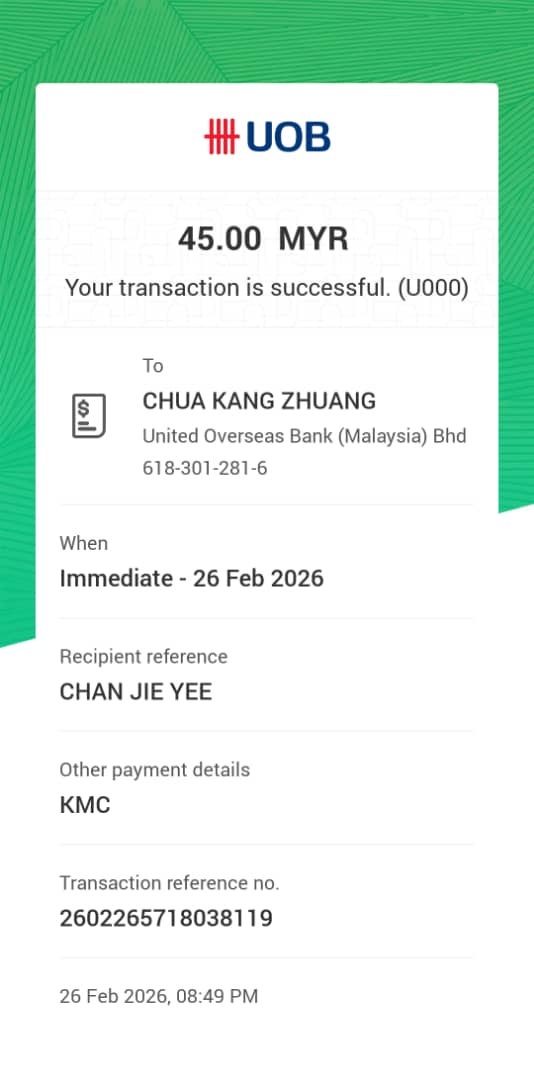 UOB
45.00 MYR
Your transaction is successful. (U000)
To
CHUA KANG ZHUANG
United Overseas Bank (Malaysia) Bhd
618-301-281-6
When
Immediate - 26 Feb 2026
Recipient reference
CHAN JIE YEE
Other payment details
KMC
Transaction reference no.
2602265718038119
26 Feb 2026, 08:49 PM